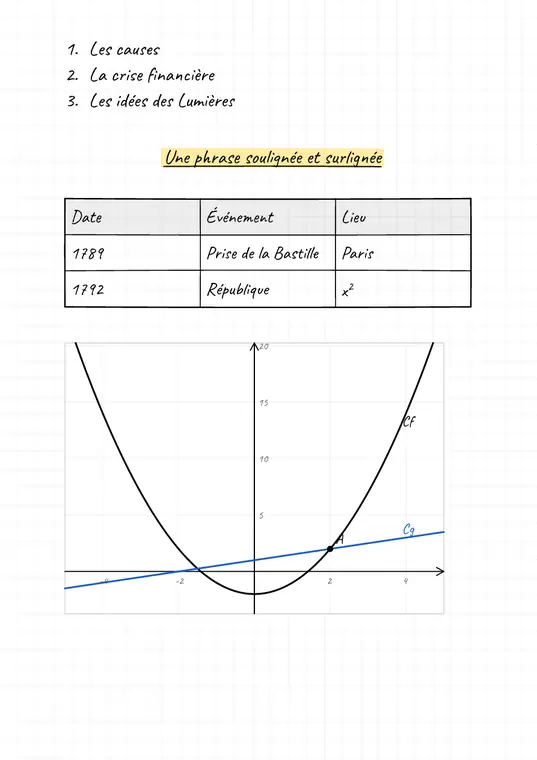 1. Les causes
2. La crise financière
3. Les idées des Lumières
Une phrase soulignée et surlignée
Date Événement Lieu
1789 Prise de la Bastille Paris
1792 République x²
20
15
Cf
10
5
A
Cg
-4 -2 2 4